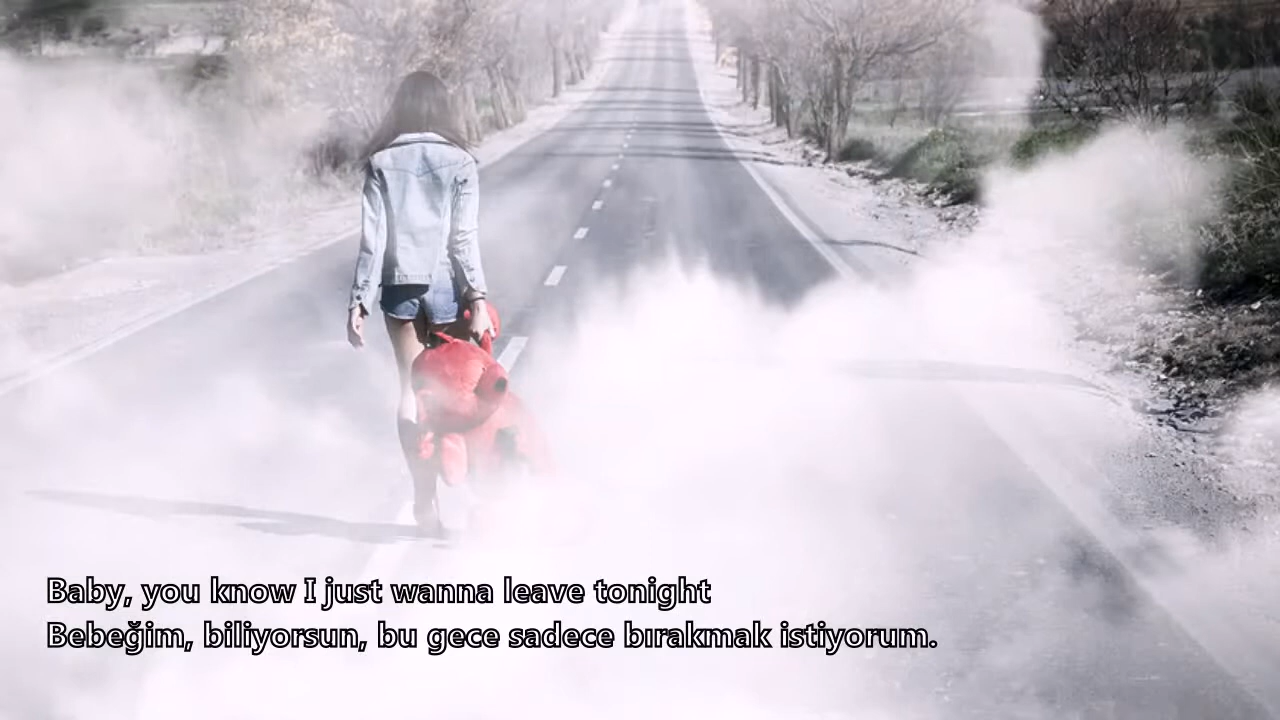 Baby, you know I just wanna leave tonight
Bebeğim, biliyorsun, bu gece sadece bırakmak istiyorum.